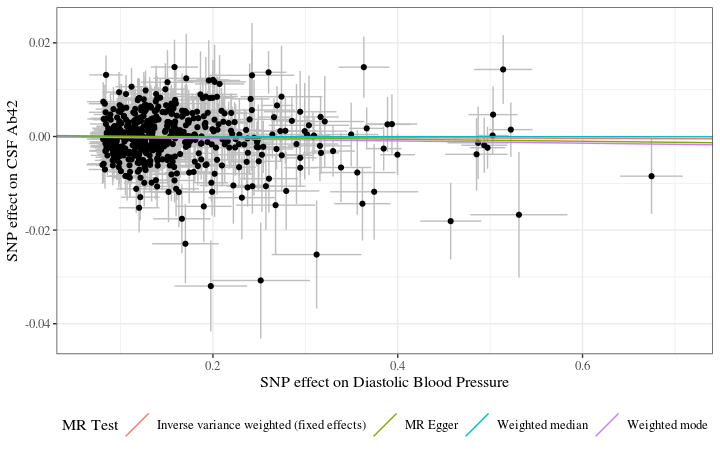 0.02
0.00
-0.02
-0.04
SNP effect on CSF Ab42
0.2 0.4 0.6
SNP effect on Diastolic Blood Pressure
MR Test Inverse variance weighted (fixed effects) MR Egger Weighted median Weighted mode